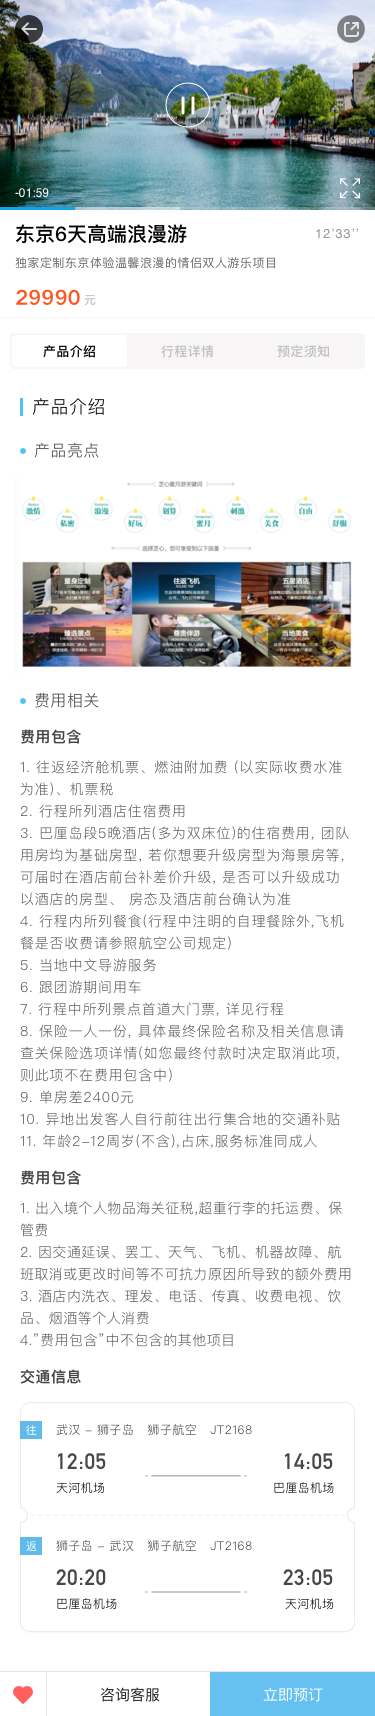 -01:59
东京6天高端浪漫游
12'33''
独家定制东京体验温馨浪漫的情侣双人游乐项目
29990 元
产品介绍
行程详情
预定须知
产品介绍
产品亮点
芝心蜜月游关键词
激情
浪漫
划算
刺激
自由
私密
好玩
蜜月
美食
舒服
选择芝心，您可享受到以下浪漫
量身定制
往返飞机
五星酒店
臻选景点
尊贵伴游
当地美食
费用相关
费用包含
1. 往返经济舱机票、燃油附加费 (以实际收费水准
为准)、机票税
2. 行程所列酒店住宿费用
3. 巴厘岛段5晚酒店(多为双床位)的住宿费用, 团队
用房均为基础房型, 若你想要升级房型为海景房等,
可届时在酒店前台补差价升级, 是否可以升级成功
以酒店的房型、 房态及酒店前台确认为准
4. 行程内所列餐食(行程中注明的自理餐除外,飞机
餐是否收费请参照航空公司规定)
5. 当地中文导游服务
6. 跟团游期间用车
7. 行程中所列景点首道大门票, 详见行程
8. 保险一人一份, 具体最终保险名称及相关信息请
查关保险选项详情(如您最终付款时决定取消此项,
则此项不在费用包含中)
9. 单房差2400元
10. 异地出发客人自行前往出行集合地的交通补贴
11. 年龄2-12周岁(不含),占床,服务标准同成人
费用包含
1. 出入境个人物品海关征税,超重行李的托运费、保
管费
2. 因交通延误、罢工、天气、飞机、机器故障、航
班取消或更改时间等不可抗力原因所导致的额外费用
3. 酒店内洗衣、理发、电话、传真、收费电视、饮
品、烟酒等个人消费
4.”费用包含”中不包含的其他项目
交通信息
往 武汉 - 狮子岛 狮子航空 JT2168
12:05 14:05
天河机场 巴厘岛机场
返 狮子岛 - 武汉 狮子航空 JT2168
20:20 23:05
巴厘岛机场 天河机场
咨询客服
立即预订